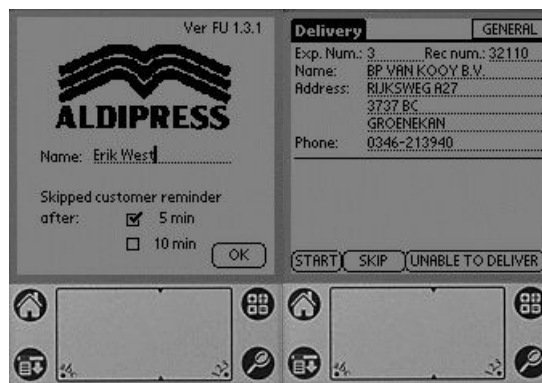 Ver FU 1.3.1
ALDIPRESS
Name: Erik West
Skipped customer reminder
after: 5 min
10 min
OK
Delivery GENERAL
Exp. Num.: 3 Rec num.: 32110
Name: BP VAN KOOY B.V.
Address: RIJKSWEG A27
3737 BC
GROENEKAN
Phone: 0346-213940
START SKIP UNABLE TO DELIVER